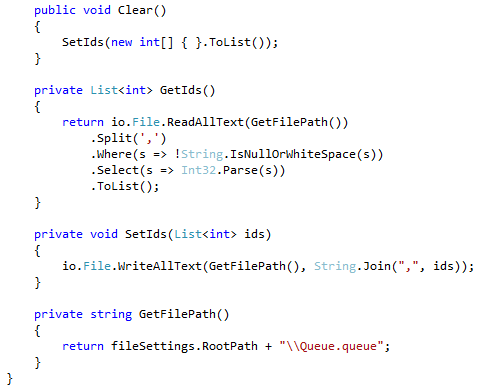 public void Clear()
{
SetIds(new int[] { }.ToList());
}
private List<int> GetIds()
{
return io.File.ReadAllText(GetFilePath())
.Split(',')
.Where(s => !String.IsNullOrWhiteSpace(s))
.Select(s => Int32.Parse(s))
.ToList();
}
private void SetIds(List<int> ids)
{
io.File.WriteAllText(GetFilePath(), String.Join(",", ids));
}
private string GetFilePath()
{
return fileSettings.RootPath + "\\Queue.queue";
}
}